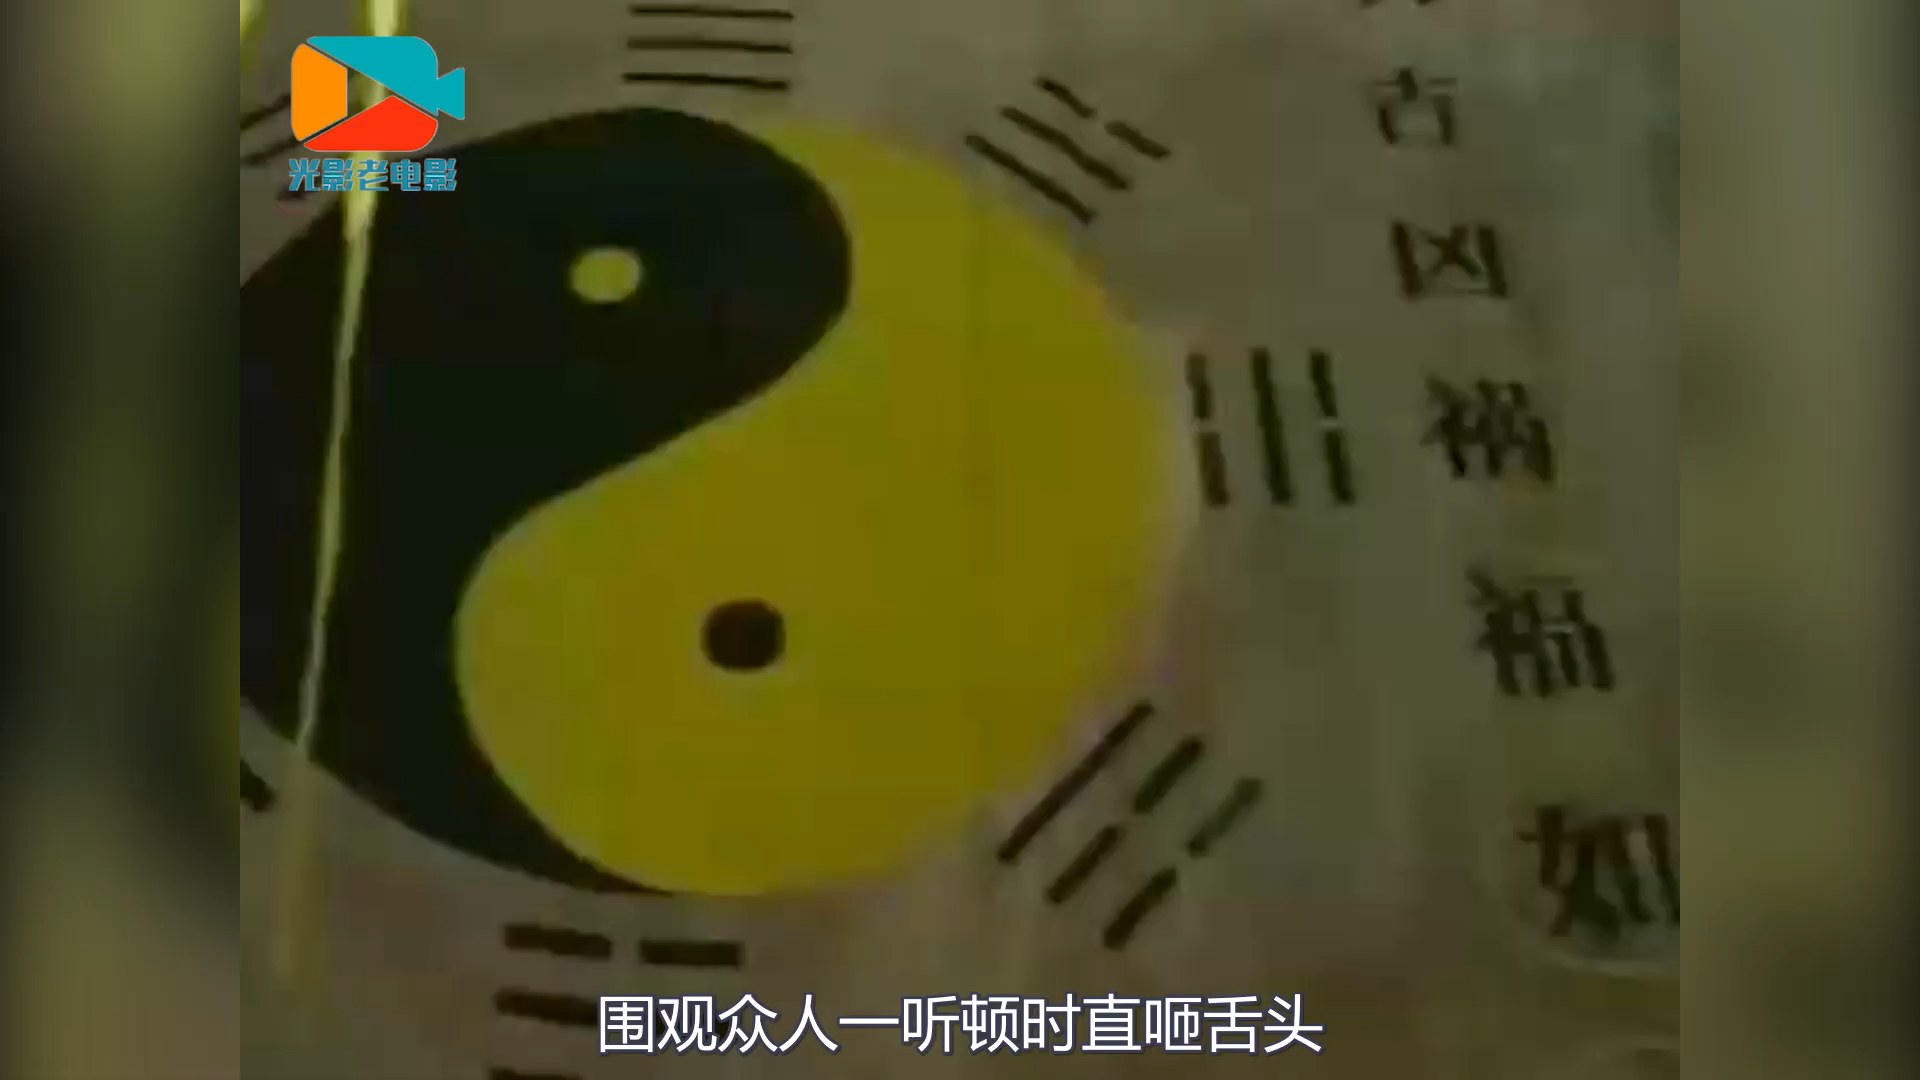 光影老电影
吉
凶
祸
福
如
围观众人一听顿时直咂舌头